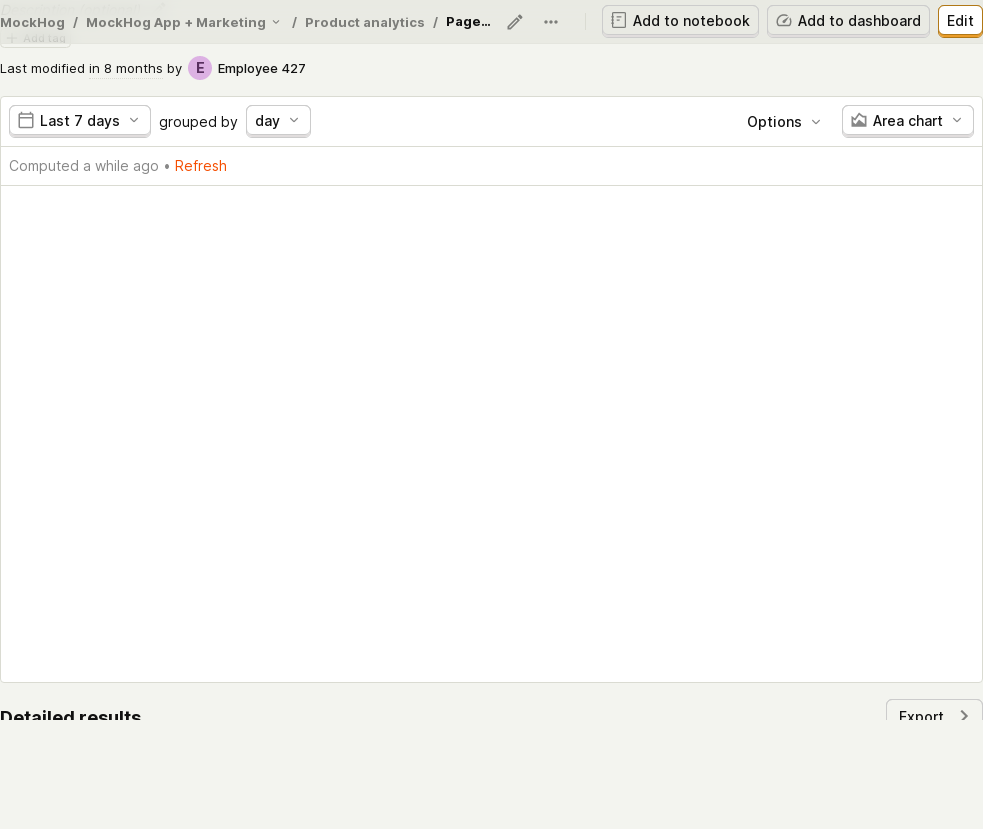 MockHog / MockHog App + Marketing / Product analytics / Page...
Add to notebook
Add to dashboard
Edit
Add tag
Last modified in 8 months by E Employee 427
Last 7 days grouped by day
Options
Area chart
Computed a while ago • Refresh
Detailed results
Export